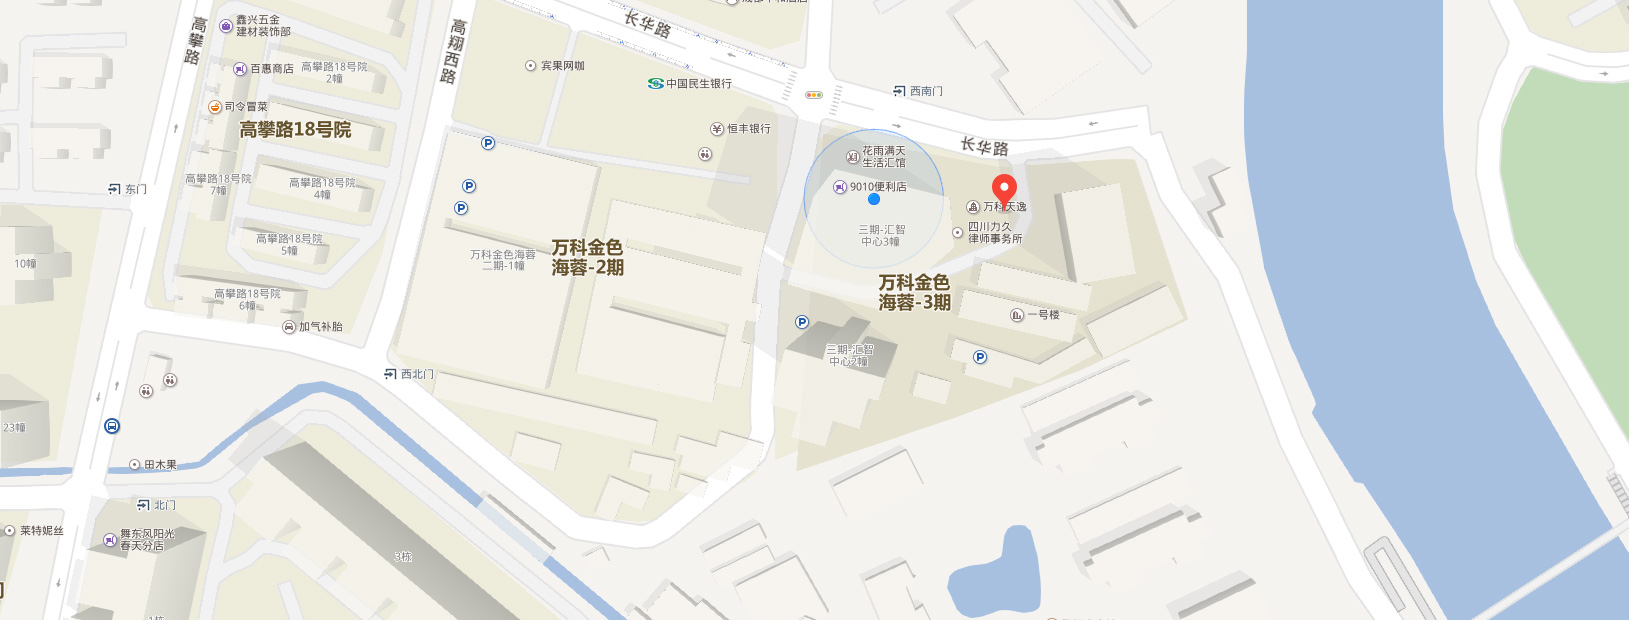 鑫兴五金
建材装饰部
高攀路
高翔西路
长华路
百惠商店
高攀路18号院
2幢
宾果网咖
中国民生银行
西南门
司令冒菜
高攀路18号院
恒丰银行
长华路
花雨满天
生活汇馆
东门
高攀路18号院
7幢
高攀路18号院
4幢
9010便利店
万科天逸
高攀路18号院
5幢
三期-汇智
中心3幢
四川力久
律师事务所
10幢
万科金色海蓉
二期-1幢
万科金色
海蓉-2期
万科金色
海蓉-3期
高攀路18号院
6幢
加气补胎
一号楼
三期-汇智
中心2幢
西北门
23幢
田木果
北门
莱特妮丝
舞东风阳光
春天分店
3栋